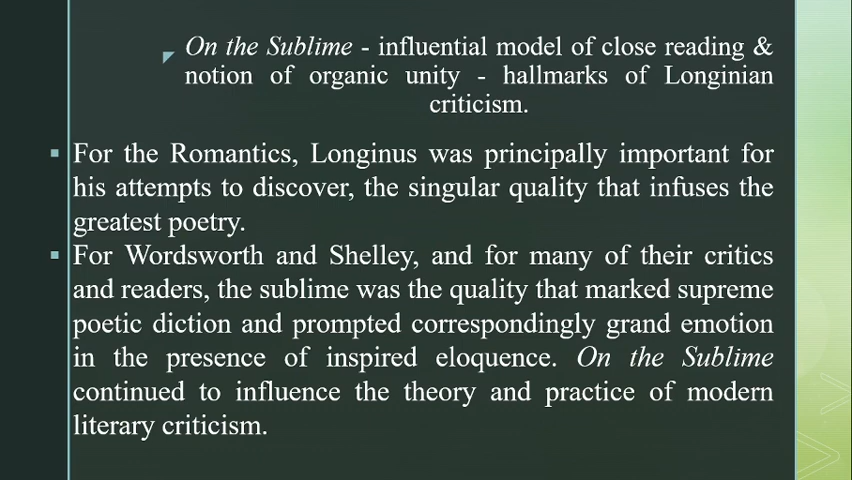 On the Sublime - influential model of close reading &
notion of organic unity - hallmarks of Longinian
criticism.
For the Romantics, Longinus was principally important for
his attempts to discover, the singular quality that infuses the
greatest poetry.
For Wordsworth and Shelley, and for many of their critics
and readers, the sublime was the quality that marked supreme
poetic diction and prompted correspondingly grand emotion
in the presence of inspired eloquence. On the Sublime
continued to influence the theory and practice of modern
literary criticism.